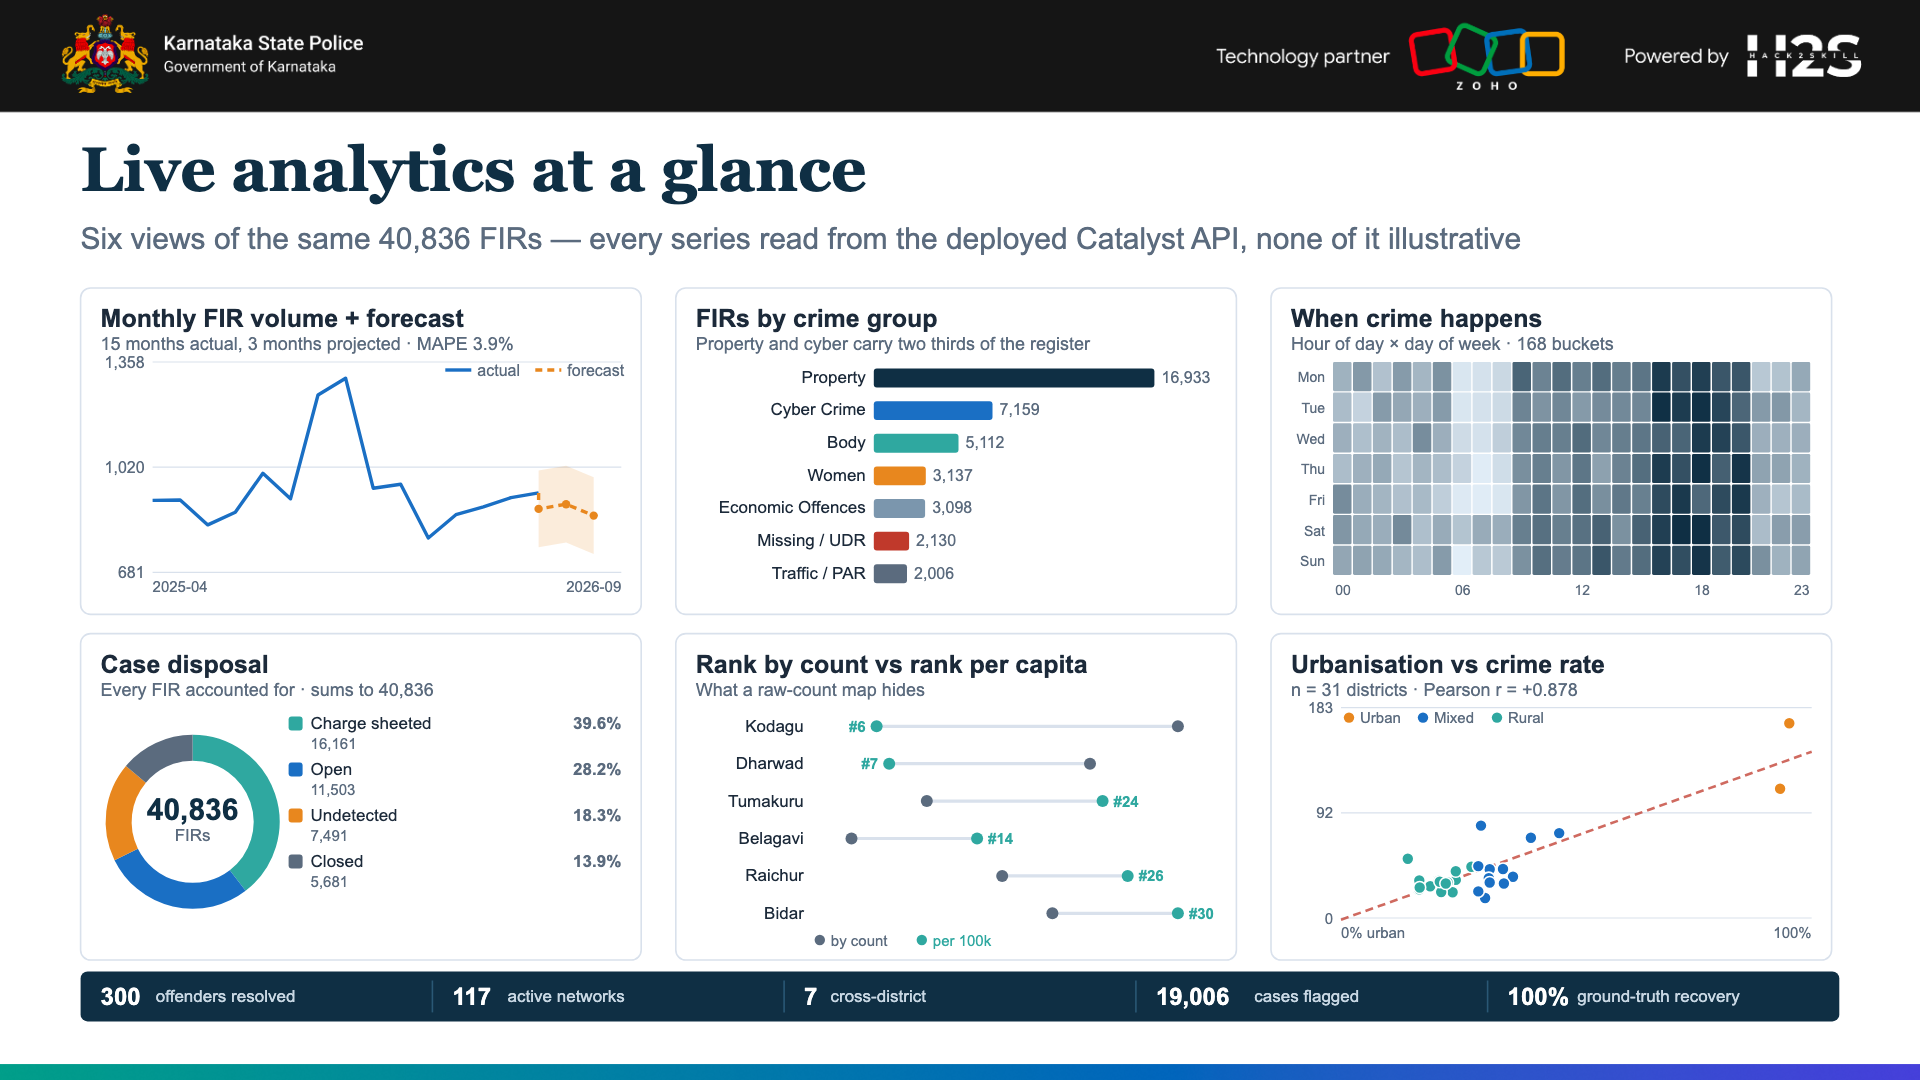 Karnataka State Police
Government of Karnataka
Technology partner
ZOHO
Powered by
H2S
HACK2SKILL
Live analytics at a glance
Six views of the same 40,836 FIRs — every series read from the deployed Catalyst API, none of it illustrative
Monthly FIR volume + forecast
15 months actual, 3 months projected · MAPE 3.9%
1,358
actual
forecast
1,020
681
2025-04
2026-09
FIRs by crime group
Property and cyber carry two thirds of the register
Property 16,933
Cyber Crime 7,159
Body 5,112
Women 3,137
Economic Offences 3,098
Missing / UDR 2,130
Traffic / PAR 2,006
When crime happens
Hour of day × day of week · 168 buckets
Mon
Tue
Wed
Thu
Fri
Sat
Sun
00 06 12 18 23
Case disposal
Every FIR accounted for · sums to 40,836
40,836
FIRs
Charge sheeted 39.6%
16,161
Open 28.2%
11,503
Undetected 18.3%
7,491
Closed 13.9%
5,681
Rank by count vs rank per capita
What a raw-count map hides
Kodagu #6
Dharwad #7
Tumakuru #24
Belagavi #14
Raichur #26
Bidar #30
by count per 100k
Urbanisation vs crime rate
n = 31 districts · Pearson r = +0.878
183
Urban Mixed Rural
92
0
0% urban 100%
300 offenders resolved
117 active networks
7 cross-district
19,006 cases flagged
100% ground-truth recovery